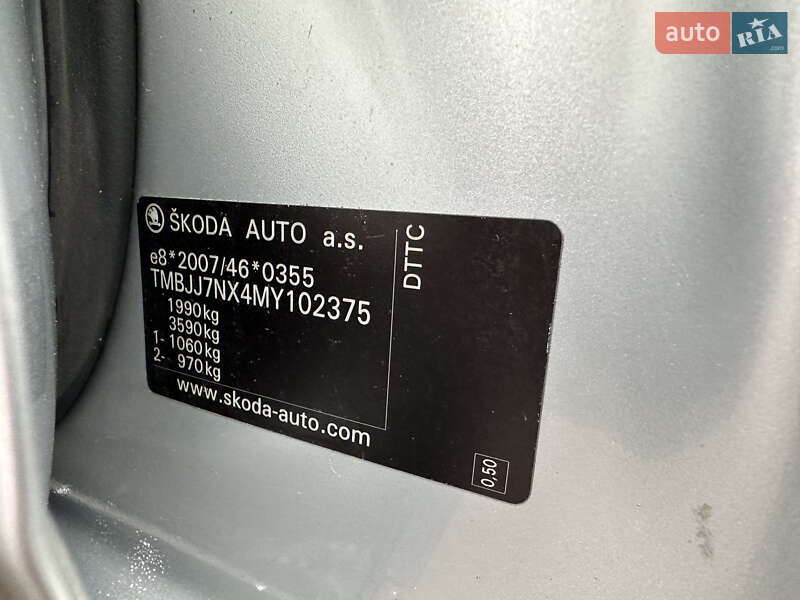 auto RIA
.com
ŠKODA AUTO a.s.
e8*2007/46*0355
TMBJJ7NX4MY102375
1990kg
3590kg
1- 1060kg
2- 970kg
www.skoda-auto.com
DTTC
0,50